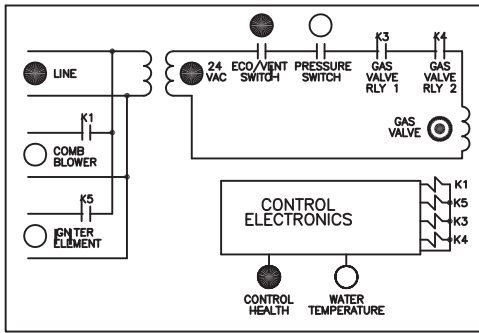 LINE
K1
COMB
BLOWER
K5
IGNITER
ELEMENT
24
VAC
ECO/VENT
SWITCH
PRESSURE
SWITCH
K3
GAS
VALVE
RLY 1
K4
GAS
VALVE
RLY 2
GAS
VALVE
CONTROL
ELECTRONICS
K1
K5
K3
K4
CONTROL
HEALTH
WATER
TEMPERATURE